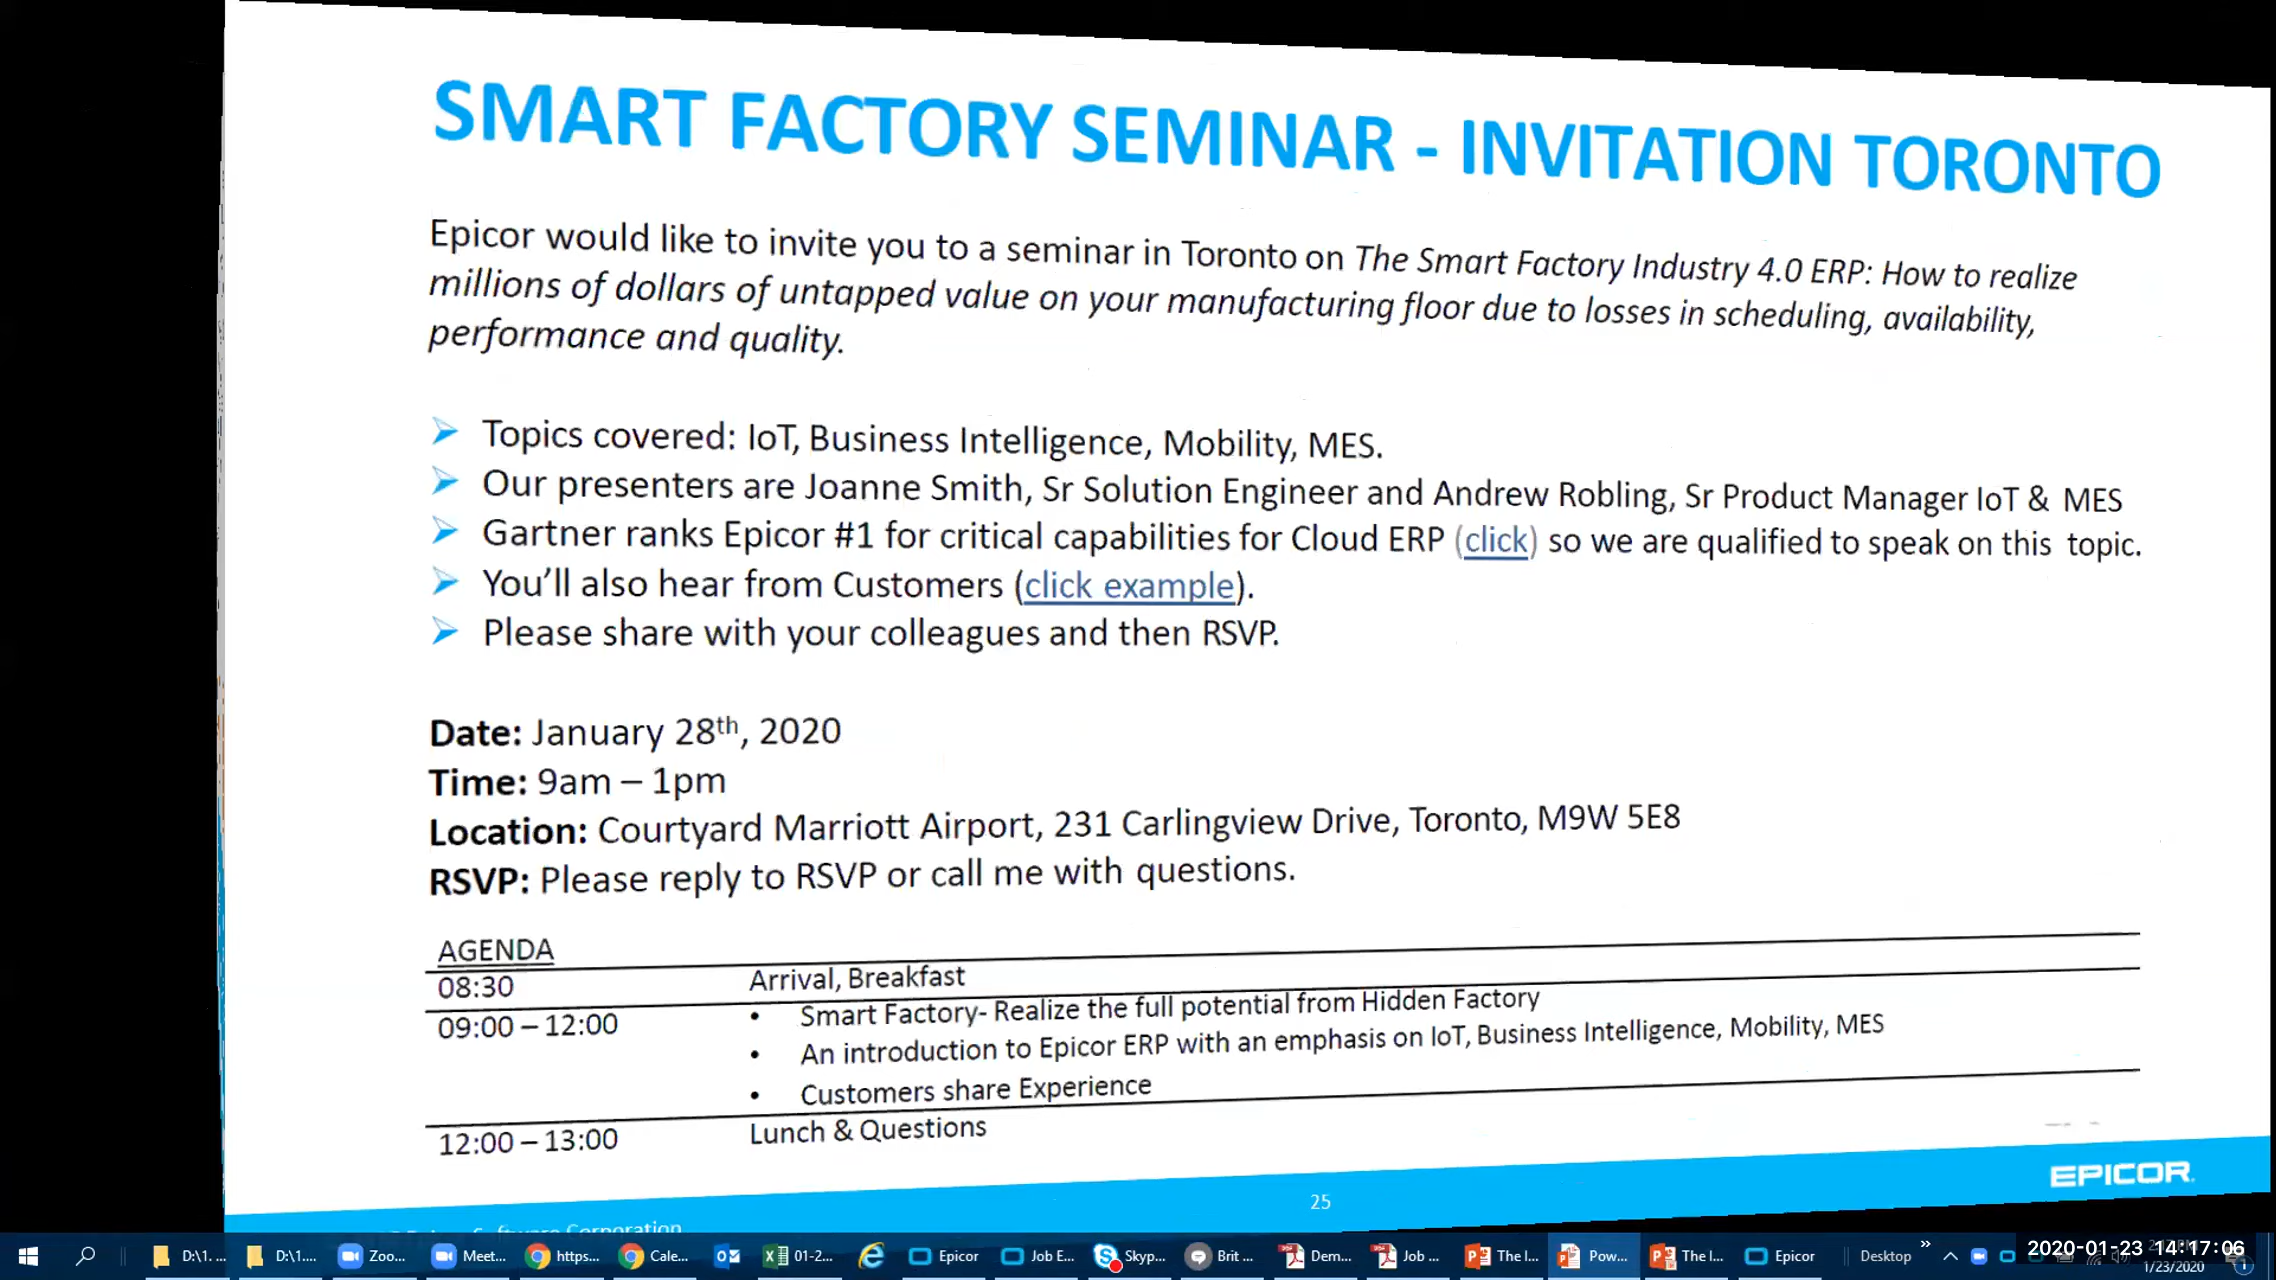 SMART FACTORY SEMINAR - INVITATION TORONTO
Epicor would like to invite you to a seminar in Toronto on The Smart Factory Industry 4.0 ERP: How to realize
millions of dollars of untapped value on your manufacturing floor due to losses in scheduling, availability,
performance and quality.
➢ Topics covered: IoT, Business Intelligence, Mobility, MES.
➢ Our presenters are Joanne Smith, Sr Solution Engineer and Andrew Robling, Sr Product Manager IoT & MES
➢ Gartner ranks Epicor #1 for critical capabilities for Cloud ERP (click) so we are qualified to speak on this topic.
➢ You'll also hear from Customers (click example).
➢ Please share with your colleagues and then RSVP.
Date: January 28th, 2020
Time: 9am – 1pm
Location: Courtyard Marriott Airport, 231 Carlingview Drive, Toronto, M9W 5E8
RSVP: Please reply to RSVP or call me with questions.
AGENDA
08:30 Arrival, Breakfast
09:00 – 12:00 • Smart Factory- Realize the full potential from Hidden Factory
• An introduction to Epicor ERP with an emphasis on IoT, Business Intelligence, Mobility, MES
• Customers share Experience
12:00 – 13:00 Lunch & Questions
EPICOR
25
Software Corporation
D:\1. ... D:\1.... Zoo... Meet... https... Cale... 01-2... Epicor Job E... Skyp... Brit ... Dem... Job ... The I... Pow... The I... Epicor Desktop » 2020-01-23 14:17:06
1/23/2020